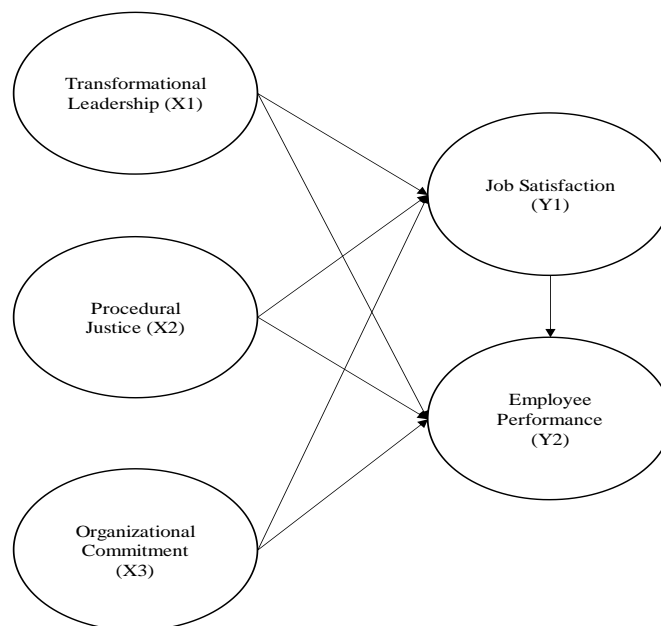 Transformational
Leadership (X1)
Job Satisfaction
(Y1)
Procedural
Justice (X2)
Employee
Performance
(Y2)
Organizational
Commitment
(X3)